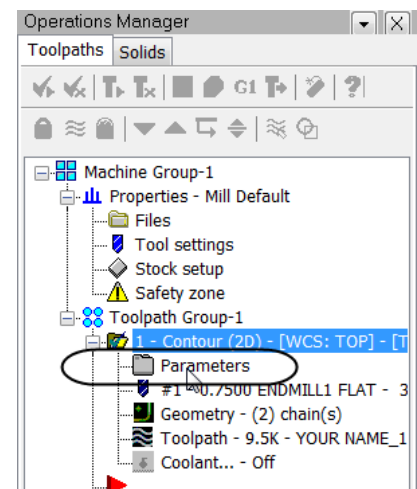 Operations Manager
Toolpaths Solids
G1
Machine Group-1
Properties - Mill Default
Files
Tool settings
Stock setup
Safety zone
Toolpath Group-1
1 - Contour (2D) - [WCS: TOP] - [T
Parameters
#1 - 0.7500 ENDMILL1 FLAT - 3
Geometry - (2) chain(s)
Toolpath - 9.5K - YOUR NAME_1
Coolant... - Off